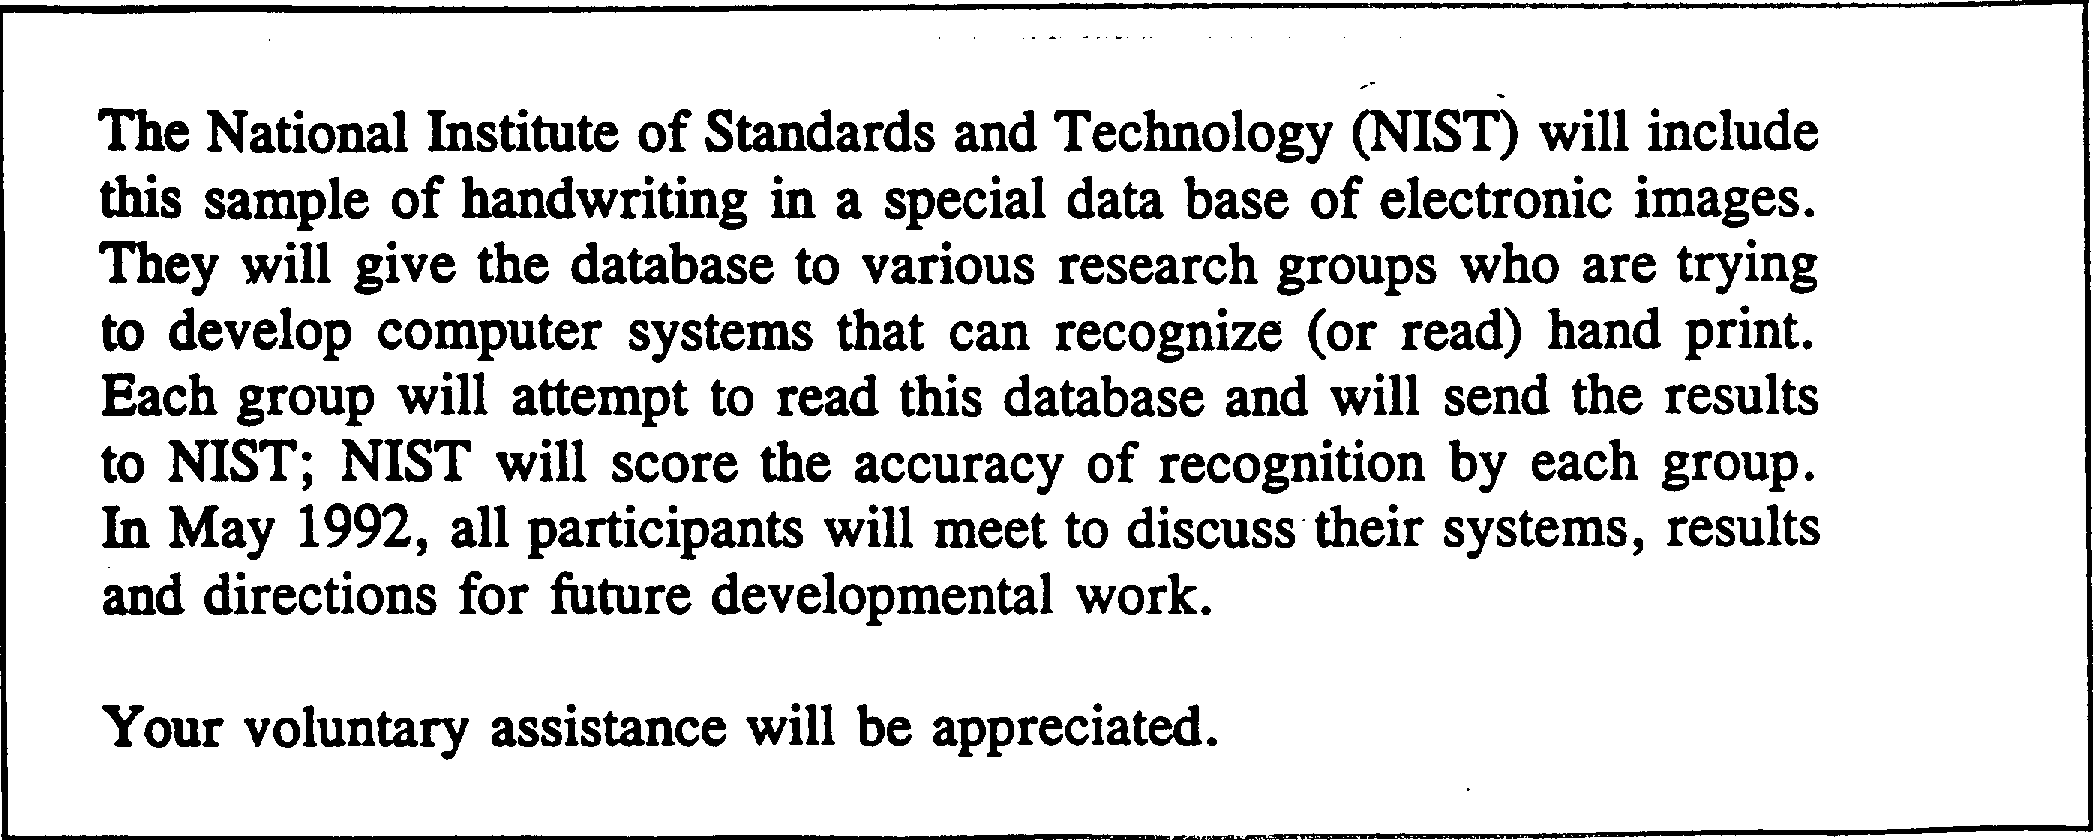 The National Institute of Standards and Technology (NIST) will include
this sample of handwriting in a special data base of electronic images.
They will give the database to various research groups who are trying
to develop computer systems that can recognize (or read) hand print.
Each group will attempt to read this database and will send the results
to NIST; NIST will score the accuracy of recognition by each group.
In May 1992, all participants will meet to discuss their systems, results
and directions for future developmental work.
Your voluntary assistance will be appreciated.